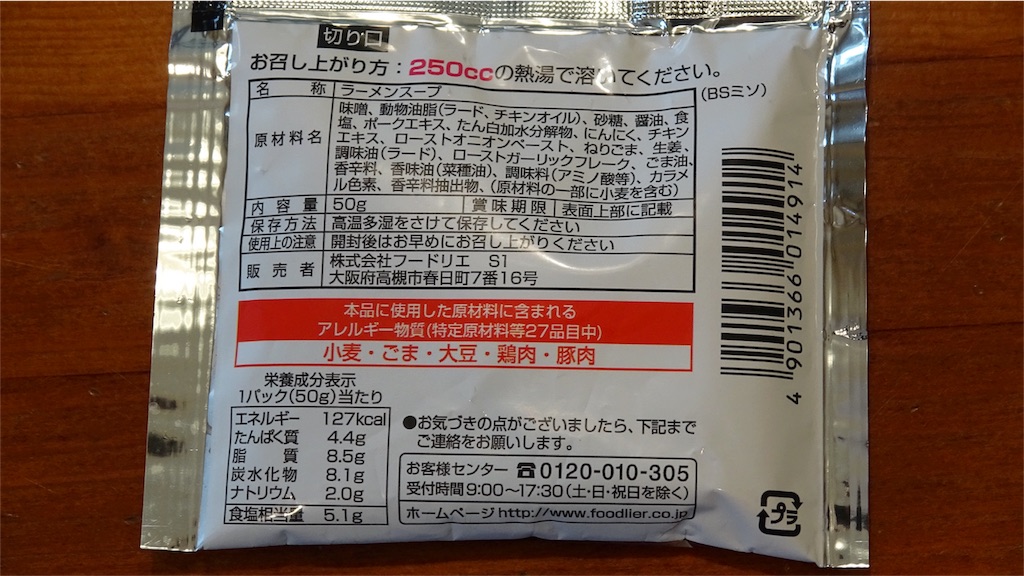 切り口
お召し上がり方：250ccの熱湯で溶いてください。
(BSミソ)
名称 ラーメンスープ
原材料名 味噌、動物油脂(ラード、チキンオイル)、砂糖、醤油、食
塩、ポークエキス、たん白加水分解物、にんにく、チキン
エキス、ローストオニオンペースト、ねりごま、生姜、
調味油(ラード)、ローストガーリックフレーク、ごま油、
香辛料、香味油(菜種油)、調味料(アミノ酸等)、カラメ
ル色素、香辛料抽出物、(原材料の一部に小麦を含む)
内容量 50g 賞味期限 表面上部に記載
保存方法 高温多湿をさけて保存してください
使用上の注意 開封後はお早めにお召し上がりください
販売者 株式会社フードリエ S1
大阪府高槻市春日町7番16号
本品に使用した原材料に含まれる
アレルギー物質(特定原材料等27品目中)
小麦・ごま・大豆・鶏肉・豚肉
栄養成分表示
1パック(50g)当たり
エネルギー 127kcal
たんぱく質 4.4g
脂質 8.5g
炭水化物 8.1g
ナトリウム 2.0g
食塩相当量 5.1g
●お気づきの点がございましたら、下記まで
ご連絡をお願いします。
お客様センター ☎0120-010-305
受付時間9:00〜17:30(土・日・祝日を除く)
ホームページ http://www.foodlier.co.jp
4 901366 014914
プラ